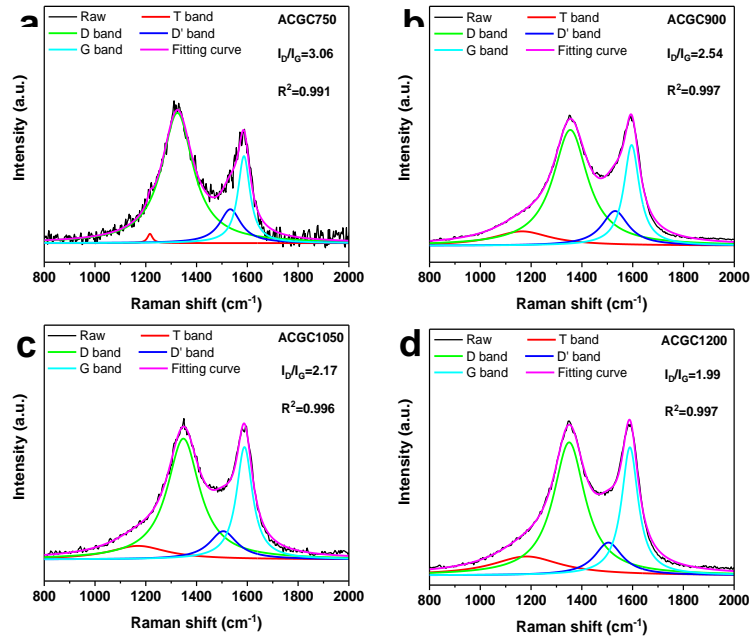 a
ACGC750
Raw
T band
D band
D' band
G band
Fitting curve
I_D/I_G=3.06
R²=0.991
Intensity (a.u.)
800 1000 1200 1400 1600 1800 2000
Raman shift (cm⁻¹)
b
ACGC900
Raw
T band
D band
D' band
G band
Fitting curve
I_D/I_G=2.54
R²=0.997
Intensity (a.u.)
800 1000 1200 1400 1600 1800 2000
Raman shift (cm⁻¹)
c
ACGC1050
Raw
T band
D band
D' band
G band
Fitting curve
I_D/I_G=2.17
R²=0.996
Intensity (a.u.)
800 1000 1200 1400 1600 1800 2000
Raman shift (cm⁻¹)
d
ACGC1200
Raw
T band
D band
D' band
G band
Fitting curve
I_D/I_G=1.99
R²=0.997
Intensity (a.u.)
800 1000 1200 1400 1600 1800 2000
Raman shift (cm⁻¹)